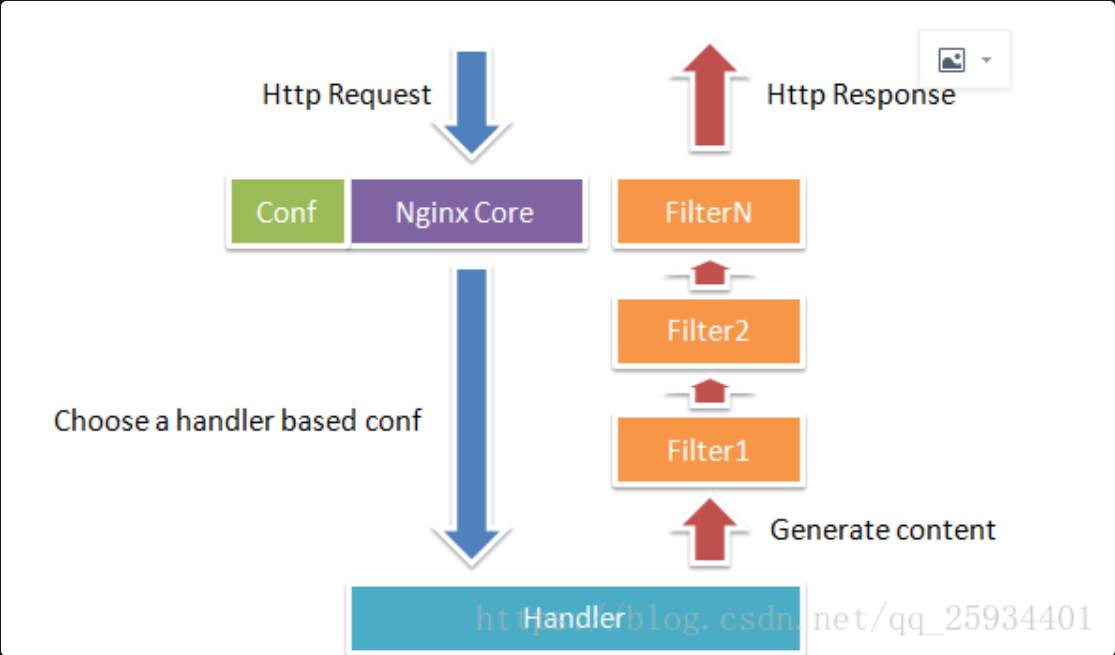 Http Request
Http Response
Conf
Nginx Core
FilterN
Filter2
Choose a handler based conf
Filter1
Generate content
Handler
https://blog.csdn.net/qq_25934401